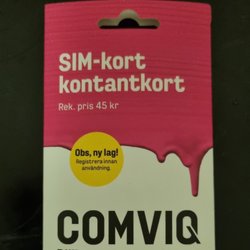 SIM-kort
kontantkort
Rek. pris 45 kr
Obs, ny lag!
Registrera innan
användning.
COMVIQ